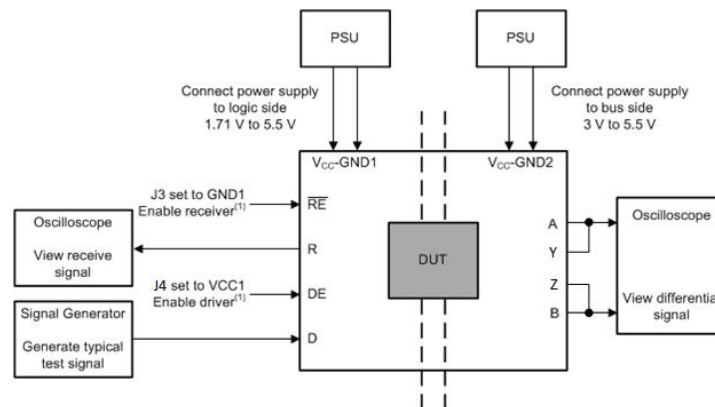 PSU
PSU
Connect power supply
to logic side
1.71 V to 5.5 V
Connect power supply
to bus side
3 V to 5.5 V
VCC-GND1
VCC-GND2
J3 set to GND1
Enable receiver(1)
RE
Oscilloscope
View receive
signal
R
J4 set to VCC1
Enable driver(1)
DE
Signal Generator
Generate typical
test signal
D
DUT
A
Y
Z
B
Oscilloscope
View differential
signal